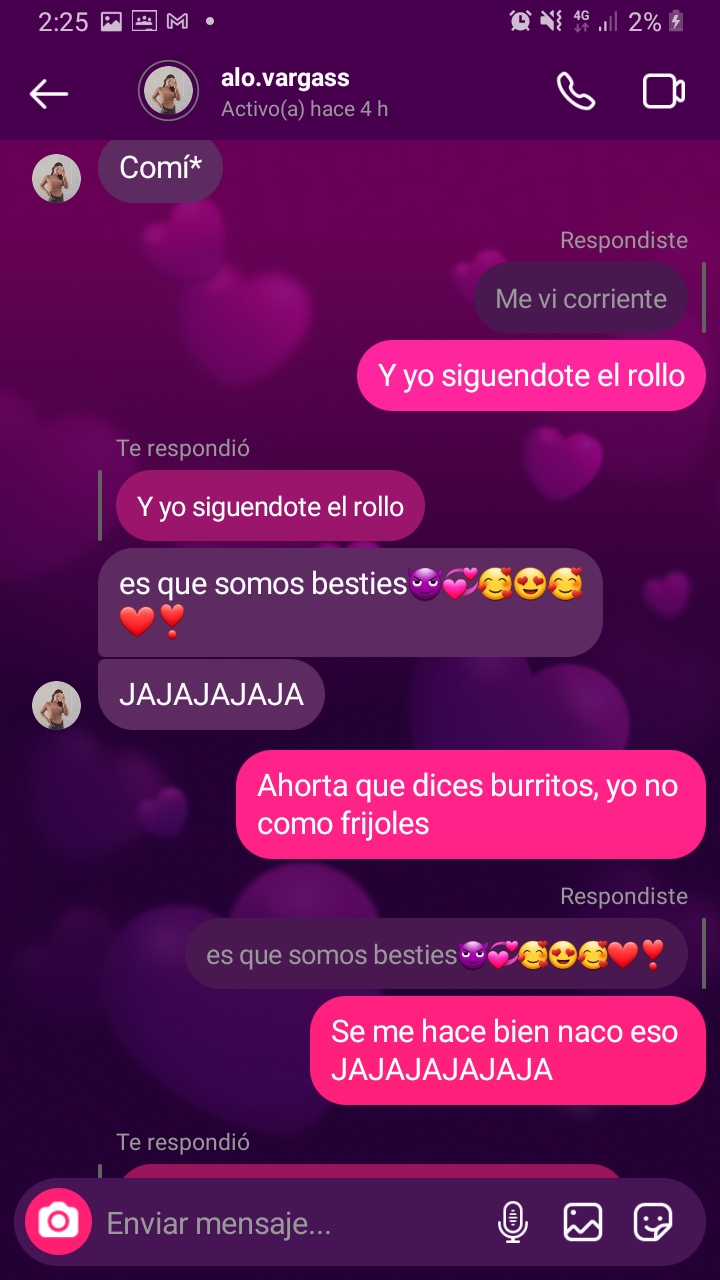 2:25
4G
2%
alo.vargass
Activo(a) hace 4 h
Comí*
Respondiste
Me vi corriente
Y yo siguendote el rollo
Te respondió
Y yo siguendote el rollo
es que somos besties😈💞🥰😍🥰
❤️❣️
JAJAJAJAJA
Ahorta que dices burritos, yo no
como frijoles
Respondiste
es que somos besties😈💞🥰😍🥰❤️❣️
Se me hace bien naco eso
JAJAJAJAJAJA
Te respondió
Enviar mensaje...